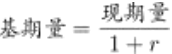 基期量 = 现期量 / (1 + r)